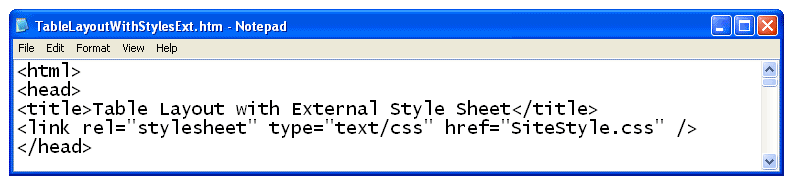 TableLayoutWithStylesExt.htm - Notepad
File Edit Format View Help
<html>
<head>
<title>Table Layout with External Style Sheet</title>
<link rel="stylesheet" type="text/css" href="SiteStyle.css" />
</head>